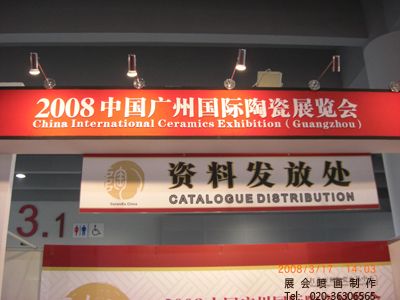 2008中国广州国际陶瓷展览会
China International Ceramics Exhibition (Guangzhou)
资料发放处
CATALOGUE DISTRIBUTION
3.1
2008/3/17 14:03
展会喷画制作
Tel: 020-36306565